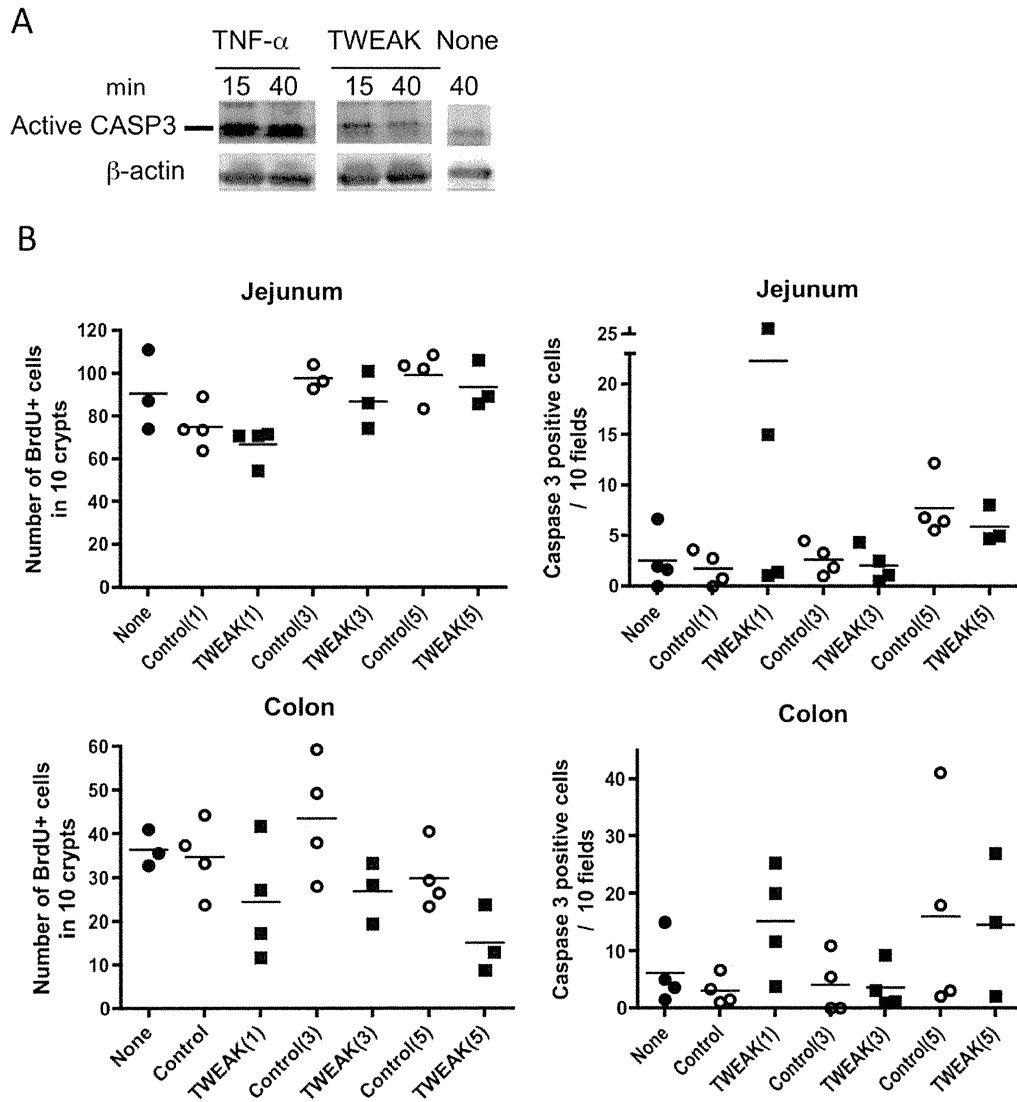 A
TNF-α TWEAK None
min 15 40 15 40 40
Active CASP3
β-actin
B
Jejunum
Number of BrdU+ cells
in 10 crypts
120
100
80
60
40
20
0
None
Control(1)
TWEAK(1)
Control(3)
TWEAK(3)
Control(5)
TWEAK(5)
Jejunum
Caspase 3 positive cells
/ 10 fields
25
20
15
10
5
0
None
Control(1)
TWEAK(1)
Control(3)
TWEAK(3)
Control(5)
TWEAK(5)
Colon
Number of BrdU+ cells
in 10 crypts
60
50
40
30
20
10
0
None
Control
TWEAK(1)
Control(3)
TWEAK(3)
Control(5)
TWEAK(5)
Colon
Caspase 3 positive cells
/ 10 fields
40
30
20
10
0
None
Control
TWEAK(1)
Control(3)
TWEAK(3)
Control(5)
TWEAK(5)